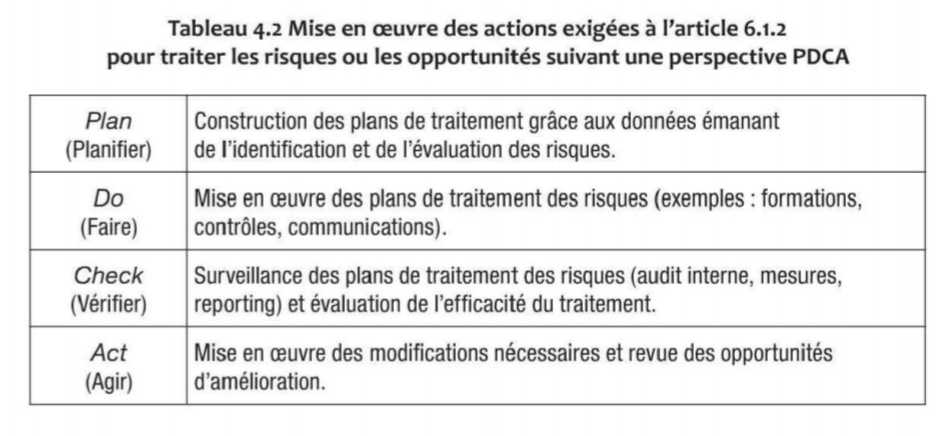 Tableau 4.2 Mise en œuvre des actions exigées à l’article 6.1.2
pour traiter les risques ou les opportunités suivant une perspective PDCA
Plan
(Planifier)
Construction des plans de traitement grâce aux données émanant
de l’identification et de l’évaluation des risques.
Do
(Faire)
Mise en œuvre des plans de traitement des risques (exemples : formations,
contrôles, communications).
Check
(Vérifier)
Surveillance des plans de traitement des risques (audit interne, mesures,
reporting) et évaluation de l’efficacité du traitement.
Act
(Agir)
Mise en œuvre des modifications nécessaires et revue des opportunités
d’amélioration.